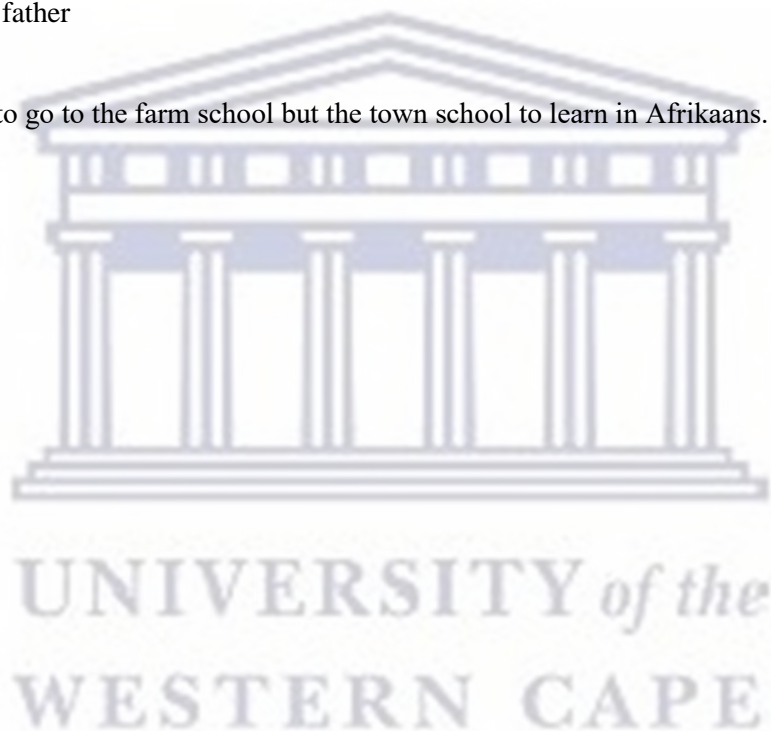 father
to go to the farm school but the town school to learn in Afrikaans.
UNIVERSITY of the
WESTERN CAPE